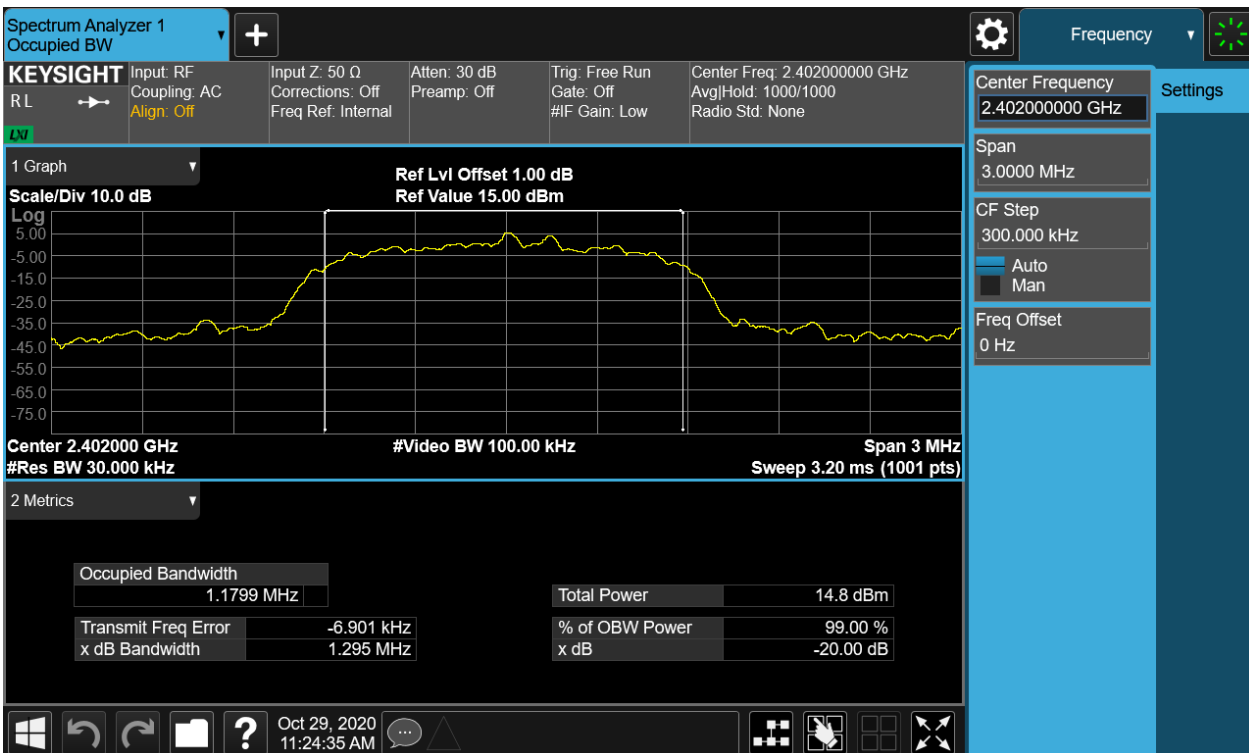 Spectrum Analyzer 1
Occupied BW
Frequency
KEYSIGHT
R L
LXI
Input: RF
Coupling: AC
Align: Off
Input Z: 50 Ω
Corrections: Off
Freq Ref: Internal
Atten: 30 dB
Preamp: Off
Trig: Free Run
Gate: Off
#IF Gain: Low
Center Freq: 2.402000000 GHz
Avg|Hold: 1000/1000
Radio Std: None
Center Frequency
2.402000000 GHz
Settings
Span
3.0000 MHz
CF Step
300.000 kHz
Auto
Man
Freq Offset
0 Hz
1 Graph
Scale/Div 10.0 dB
Ref Lvl Offset 1.00 dB
Ref Value 15.00 dBm
Log
5.00
-5.00
-15.0
-25.0
-35.0
-45.0
-55.0
-65.0
-75.0
Center 2.402000 GHz
#Video BW 100.00 kHz
Span 3 MHz
#Res BW 30.000 kHz
Sweep 3.20 ms (1001 pts)
2 Metrics
Occupied Bandwidth
1.1799 MHz
Total Power 14.8 dBm
Transmit Freq Error -6.901 kHz
% of OBW Power 99.00 %
x dB Bandwidth 1.295 MHz
x dB -20.00 dB
?
Oct 29, 2020
11:24:35 AM